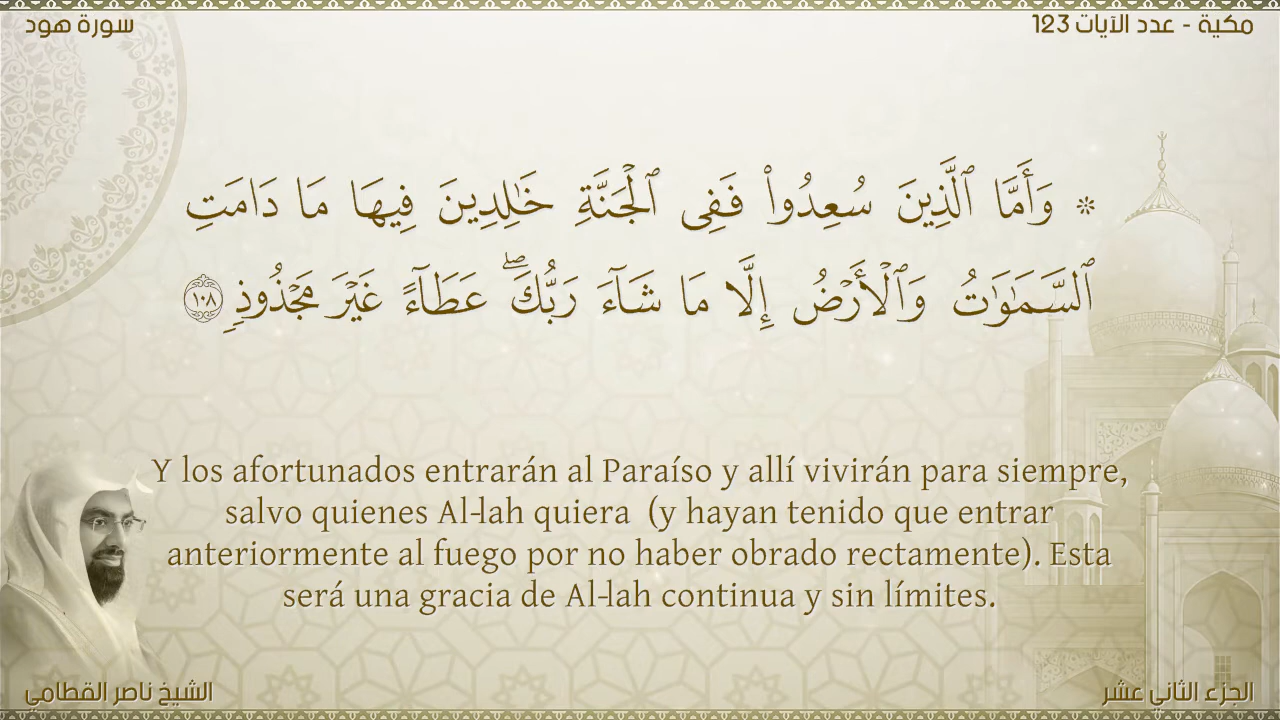 مكية - عدد الآيات 123
سورة هود
۞ وَأَمَّا ٱلَّذِينَ سُعِدُوا۟ فَفِى ٱلْجَنَّةِ خَـٰلِدِينَ فِيهَا مَا دَامَتِ
ٱلسَّمَـٰوَٰتُ وَٱلْأَرْضُ إِلَّا مَا شَآءَ رَبُّكَ ۖ عَطَآءً غَيْرَ مَجْذُوذٍ ١٠٨
Y los afortunados entrarán al Paraíso y allí vivirán para siempre,
salvo quienes Al-lah quiera (y hayan tenido que entrar
anteriormente al fuego por no haber obrado rectamente). Esta
será una gracia de Al-lah continua y sin límites.
الجزء الثاني عشر
الشيخ ناصر القطامي